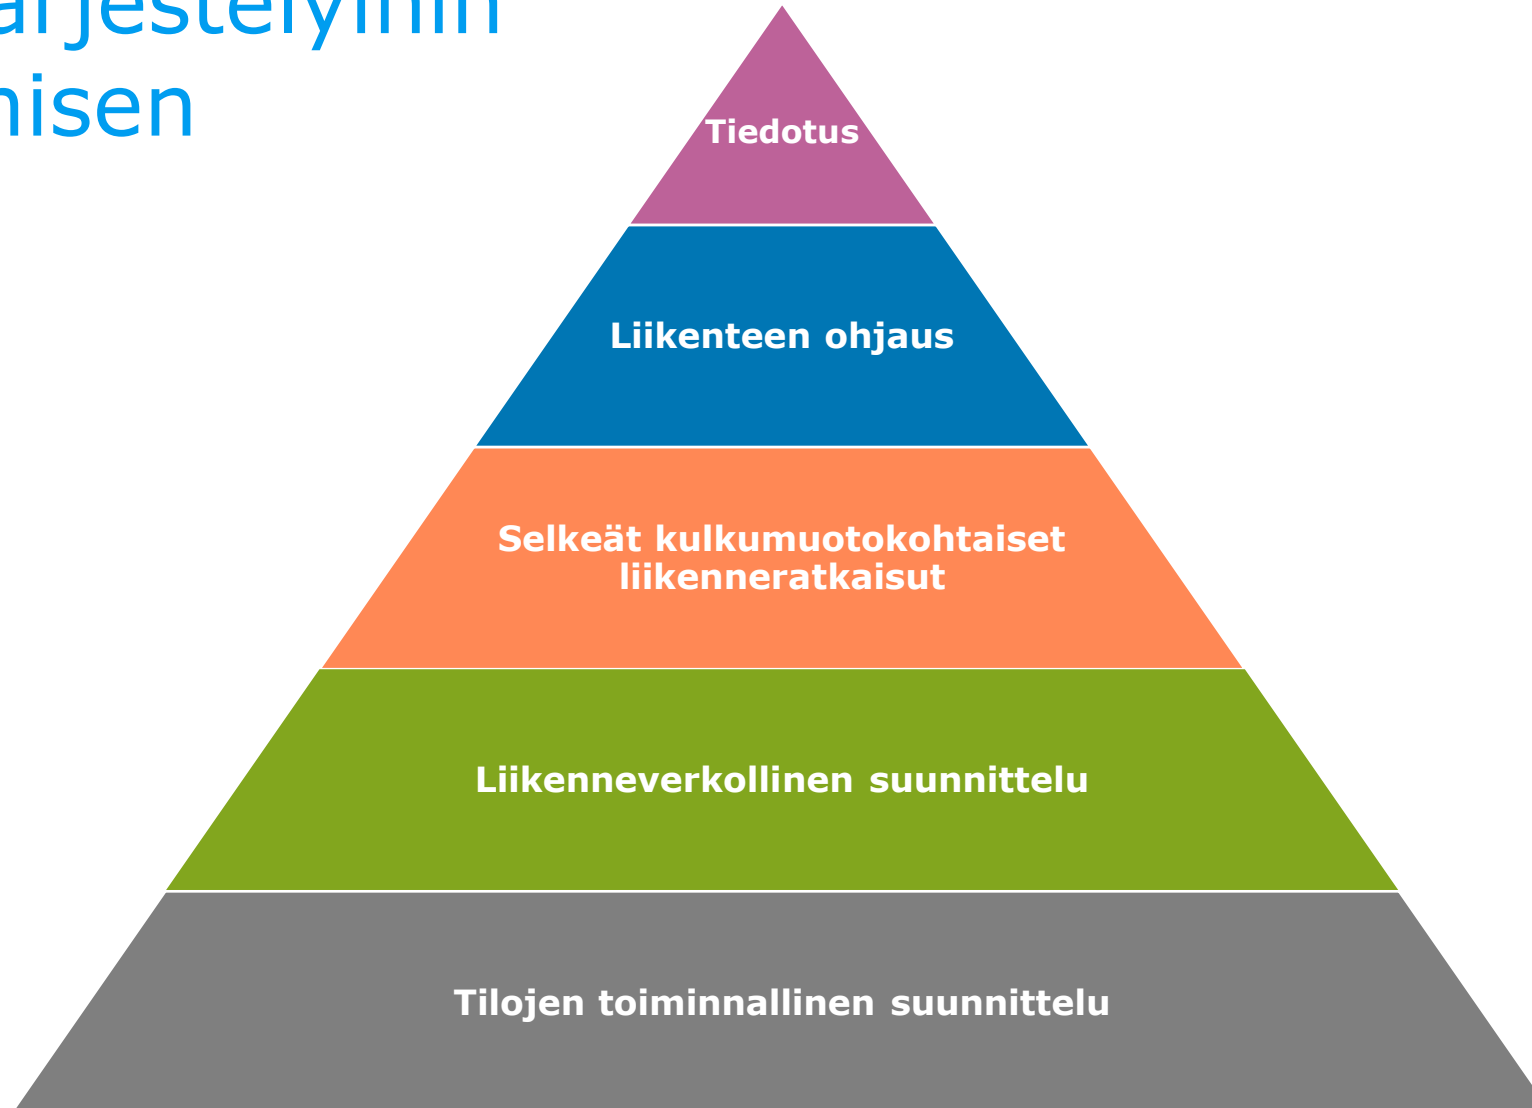 Tiedotus
Liikenteen ohjaus
Selkeät kulkumuotokohtaiset
liikenneratkaisut
Liikenneverkollinen suunnittelu
Tilojen toiminnallinen suunnittelu